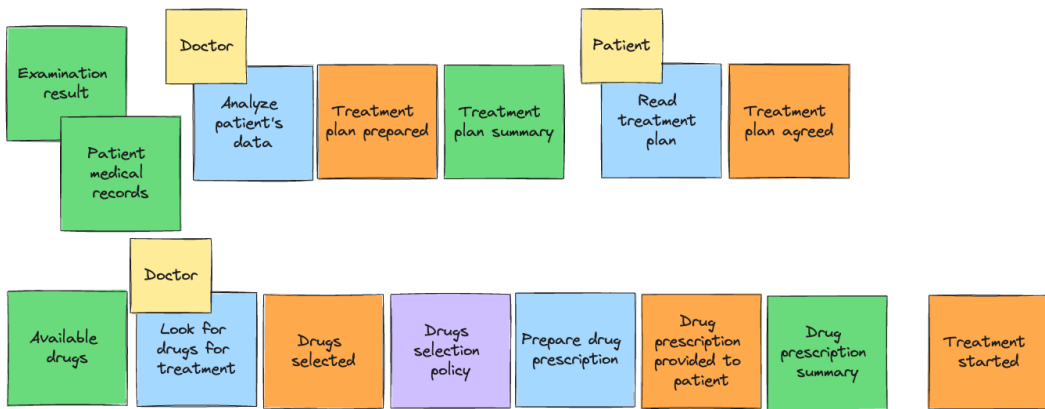 Examination
result
Patient
medical
records
Doctor
Analyze
patient's
data
Treatment
plan prepared
Treatment
plan summary
Patient
Read
treatment
plan
Treatment
plan agreed
Available
drugs
Doctor
Look for
drugs for
treatment
Drugs
selected
Drugs
selection
policy
Prepare drug
prescription
Drug
prescription
provided to
patient
Drug
prescription
summary
Treatment
started